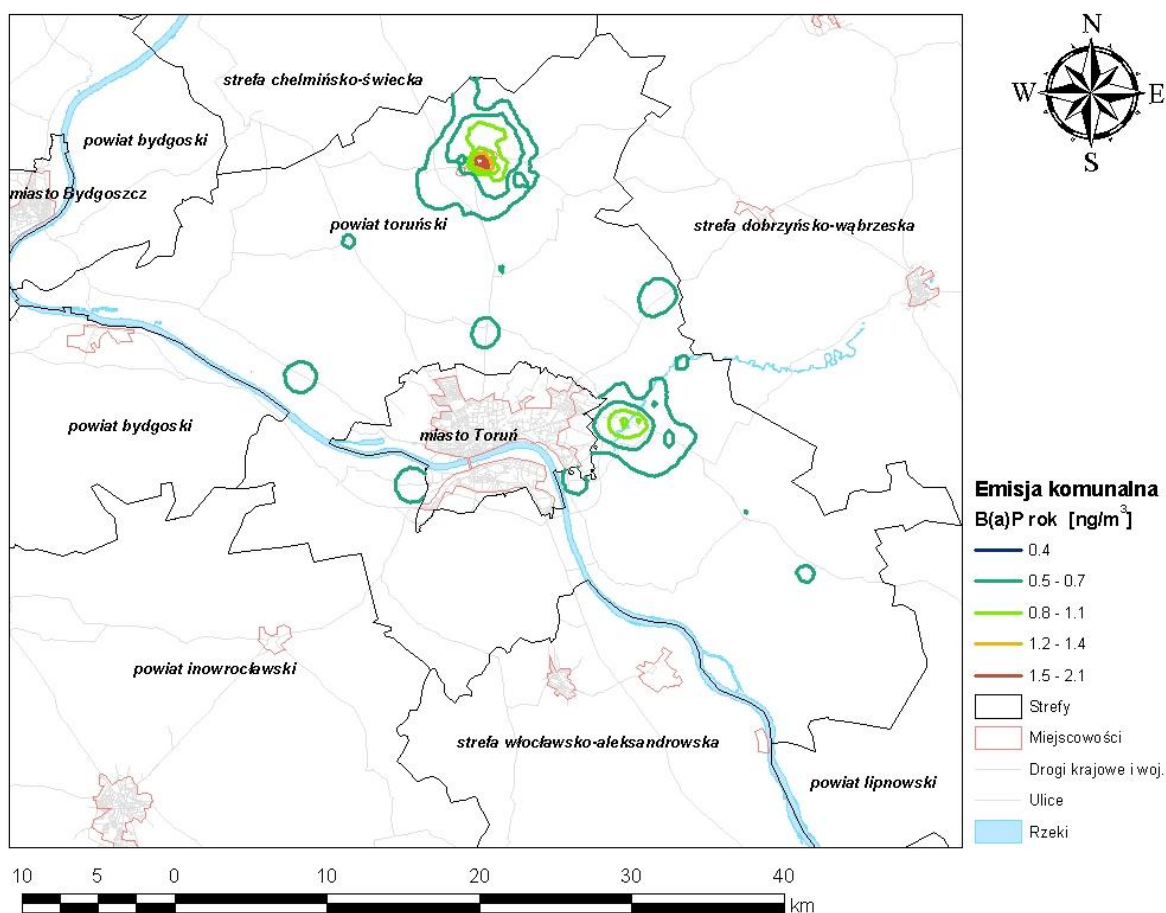 N
W
E
S
strefa chelmińsko-świecka
powiat bydgoski
miasto Bydgoszcz
powiat toruński
strefa dobrzyńsko-wąbrzeska
powiat bydgoski
miasto Toruń
powiat inowrocławski
strefa włocławsko-aleksandrowska
powiat lipnowski
Emisja komunalna
B(a)P rok [ng/m³]
0.4
0.5 - 0.7
0.8 - 1.1
1.2 - 1.4
1.5 - 2.1
Strefy
Miejscowości
Drogi krajowe i woj.
Ulice
Rzeki
10 5 0 10 20 30 40
km